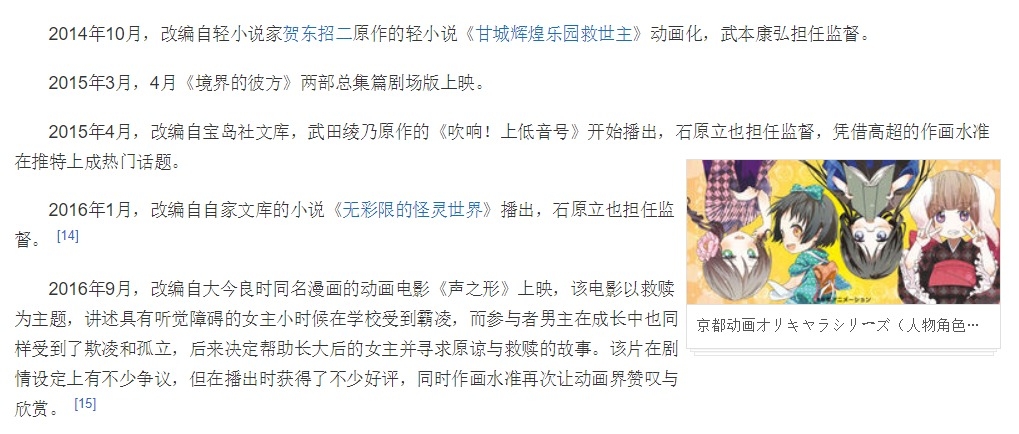 2014年10月，改编自轻小说家贺东招二原作的轻小说《甘城辉煌乐园救世主》动画化，武本康弘担任监督。
2015年3月，4月《境界的彼方》两部总集篇剧场版上映。
2015年4月，改编自宝岛社文库，武田绫乃原作的《吹响！上低音号》开始播出，石原立也担任监督，凭借高超的作画水准
在推特上成热门话题。
2016年1月，改编自自家文库的小说《无彩限的怪灵世界》播出，石原立也担任监
督。 [14]
2016年9月，改编自大今良时同名漫画的动画电影《声之形》上映，该电影以救赎
为主题，讲述具有听觉障碍的女主小时候在学校受到霸凌，而参与者男主在成长中也同
样受到了欺凌和孤立，后来决定帮助长大后的女主并寻求原谅与救赎的故事。该片在剧
情设定上有不少争议，但在播出时获得了不少好评，同时作画水准再次让动画界赞叹与
欣赏。 [15]
京都アニメーション
京都动画オリキャラシリーズ（人物角色…